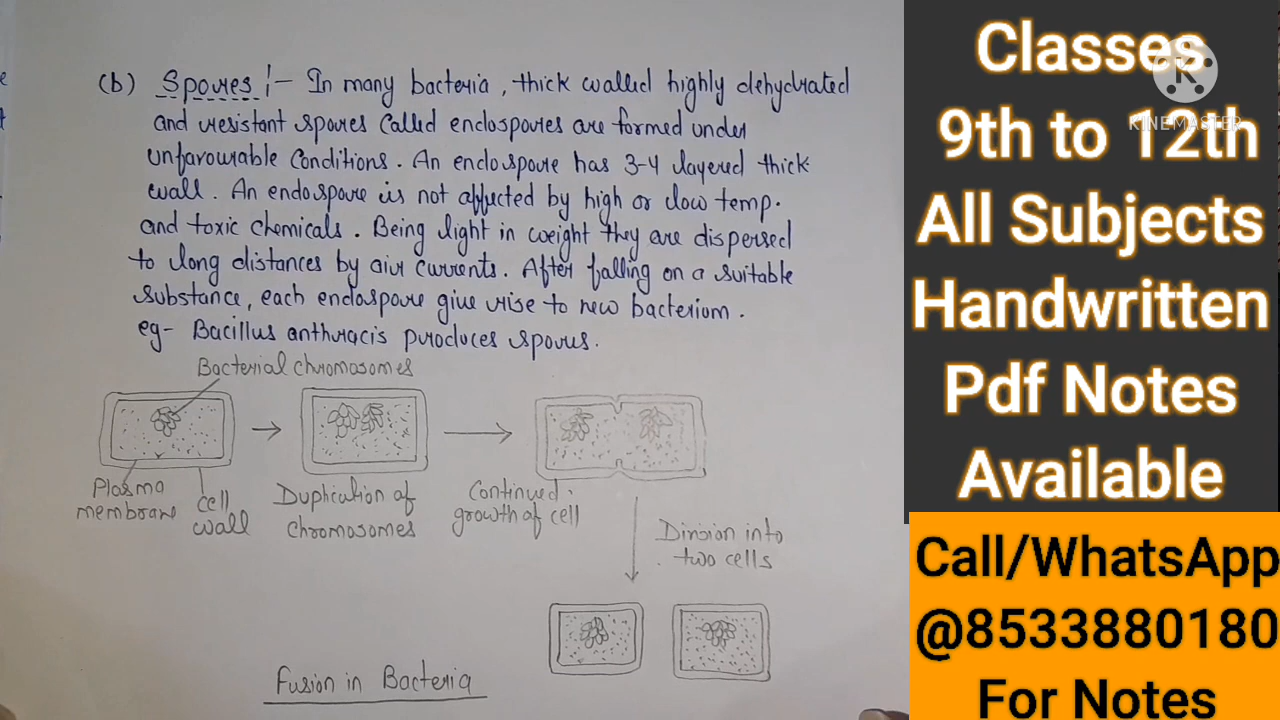 (b) Spores :- In many bacteria, thick walled highly dehydrated
and resistant spores called endospores are formed under
unfavourable conditions. An endospore has 3-4 layered thick
wall. An endospore is not affected by high or low temp.
and toxic chemicals. Being light in weight they are dispersed
to long distances by air currents. After falling on a suitable
substance, each endospore give rise to new bacterium.
eg- Bacillus anthracis produces spores.
Bacterial chromosomes
Plasma
membrane
cell
wall
Duplication of
chromosomes
Continued
growth of cell
Division into
two cells
Fusion in Bacteria
Classes
9th to 12th
All Subjects
Handwritten
Pdf Notes
Available
Call/WhatsApp
@8533880180
For Notes
K
KINEMASTER